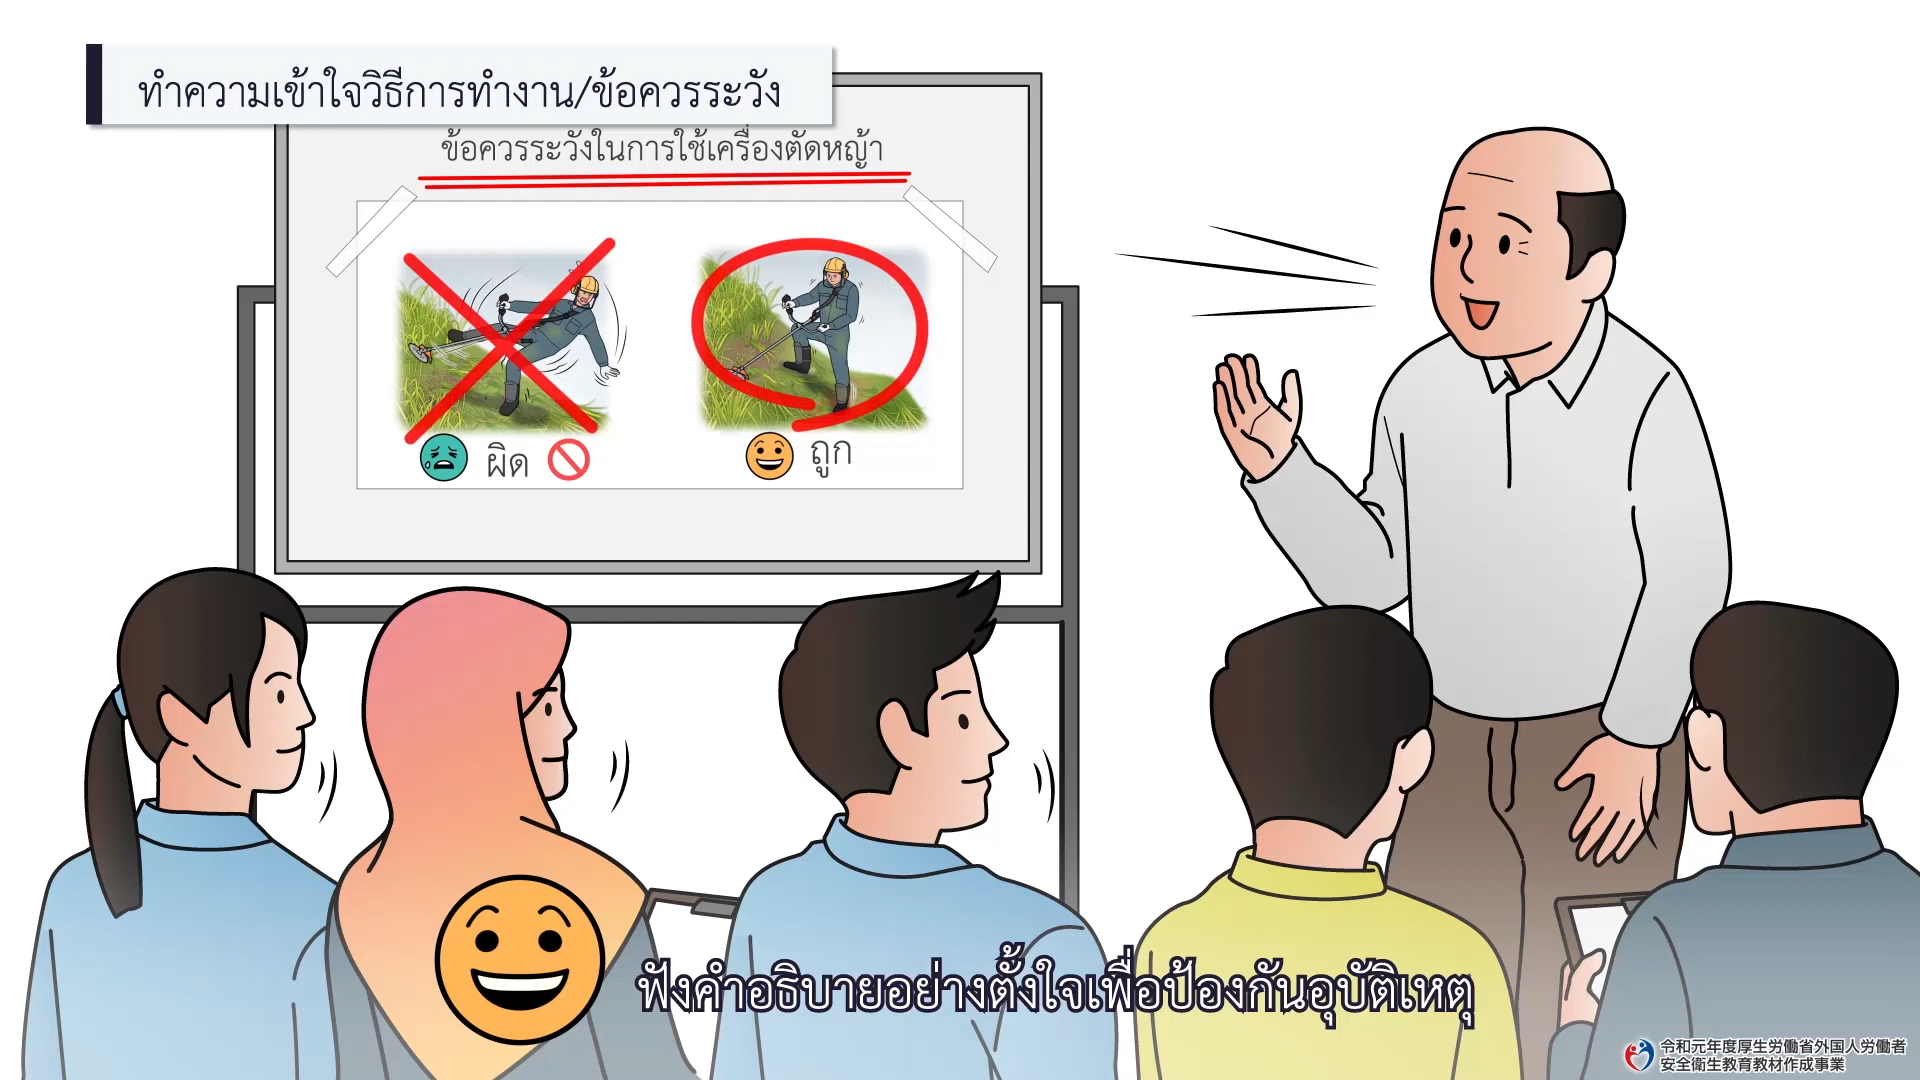 ทำความเข้าใจวิธีการทำงาน/ข้อควรระวัง
ข้อควรระวังในการใช้เครื่องตัดหญ้า
ผิด
ถูก
ฟังคำอธิบายอย่างตั้งใจเพื่อป้องกันอุบัติเหตุ
令和元年度厚生労働省外国人労働者
安全衛生教育教材作成事業